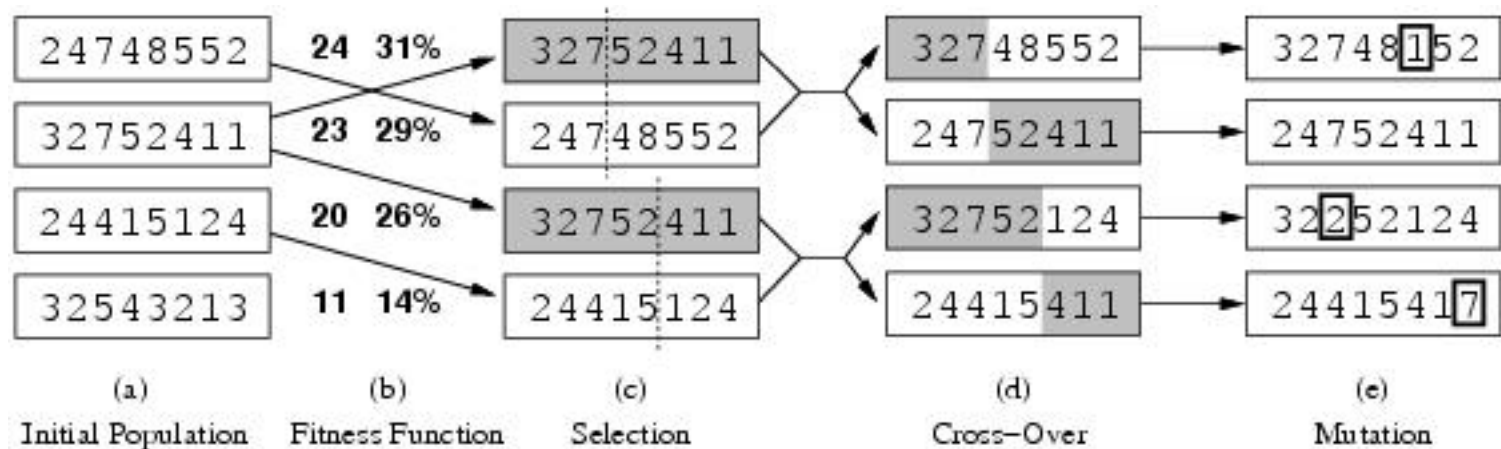 24748552 24 31% 32752411 32748552 32748152
32752411 23 29% 24748552 24752411 24752411
24415124 20 26% 32752411 32752124 32252124
32543213 11 14% 24415124 24415411 24415417
(a) (b) (c) (d) (e)
Initial Population Fitness Function Selection Cross−Over Mutation